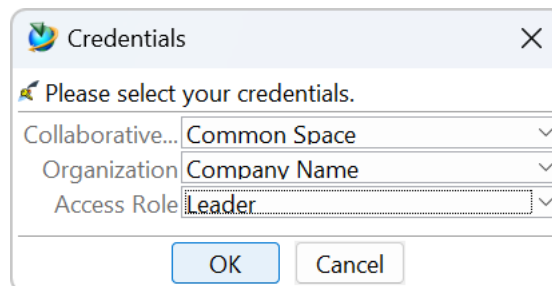 Credentials
Please select your credentials.
Collaborative... Common Space
Organization Company Name
Access Role Leader
OK Cancel